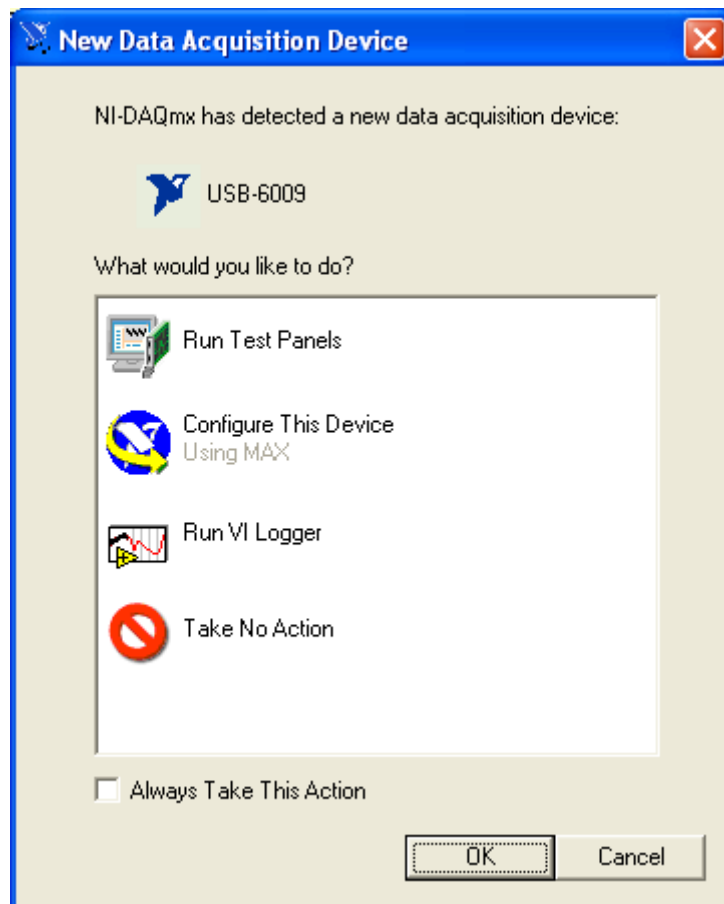 New Data Acquisition Device
NI-DAQmx has detected a new data acquisition device:
USB-6009
What would you like to do?
Run Test Panels
Configure This Device
Using MAX
Run VI Logger
Take No Action
Always Take This Action
OK Cancel